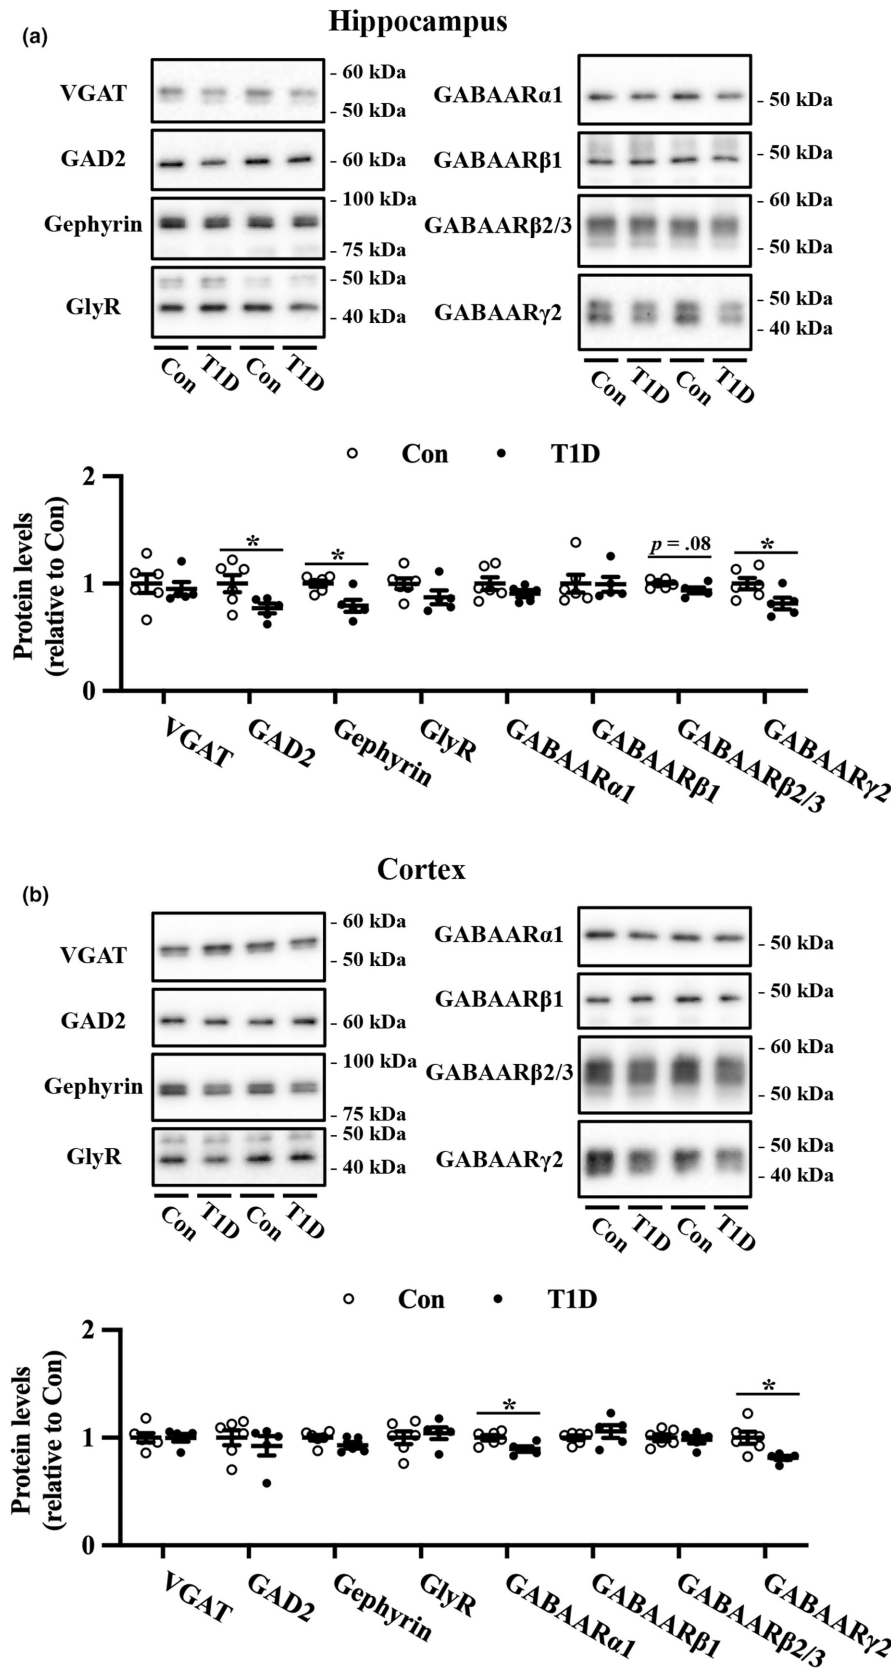 Hippocampus
(a)
VGAT
- 60 kDa
- 50 kDa
GAD2
- 60 kDa
Gephyrin
- 100 kDa
- 75 kDa
GlyR
- 50 kDa
- 40 kDa
Con T1D Con T1D
GABAARα1
- 50 kDa
GABAARβ1
- 50 kDa
GABAARβ2/3
- 60 kDa
- 50 kDa
GABAARγ2
- 50 kDa
- 40 kDa
Con T1D Con T1D
Con T1D
Protein levels
(relative to Con)
2
1
0
*
*
p = .08
*
VGAT
GAD2
Gephyrin
GlyR
GABAARα1
GABAARβ1
GABAARβ2/3
GABAARγ2
Cortex
(b)
VGAT
- 60 kDa
- 50 kDa
GAD2
- 60 kDa
Gephyrin
- 100 kDa
- 75 kDa
GlyR
- 50 kDa
- 40 kDa
Con T1D Con T1D
GABAARα1
- 50 kDa
GABAARβ1
- 50 kDa
GABAARβ2/3
- 60 kDa
- 50 kDa
GABAARγ2
- 50 kDa
- 40 kDa
Con T1D Con T1D
Con T1D
Protein levels
(relative to Con)
2
1
0
*
*
VGAT
GAD2
Gephyrin
GlyR
GABAARα1
GABAARβ1
GABAARβ2/3
GABAARγ2